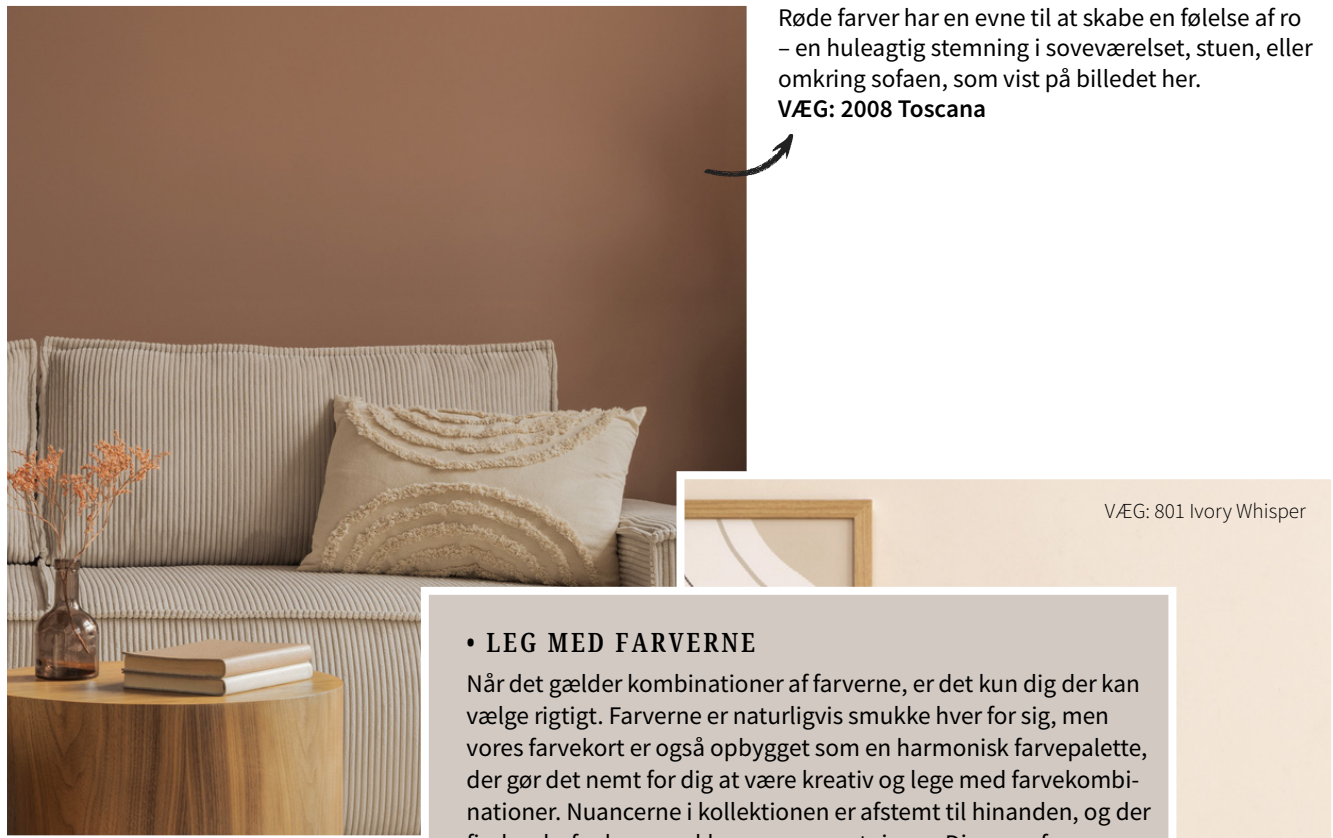 Røde farver har en evne til at skabe en følelse af ro
– en huleagtig stemning i soveværelset, stuen, eller
omkring sofaen, som vist på billedet her.
VÆG: 2008 Toscana
VÆG: 801 Ivory Whisper
• LEG MED FARVERNE
Når det gælder kombinationer af farverne, er det kun dig der kan
vælge rigtigt. Farverne er naturligvis smukke hver for sig, men
vores farvekort er også opbygget som en harmonisk farvepalette,
der gør det nemt for dig at være kreativ og lege med farvekombi-
nationer. Nuancerne i kollektionen er afstemt til hinanden, og der